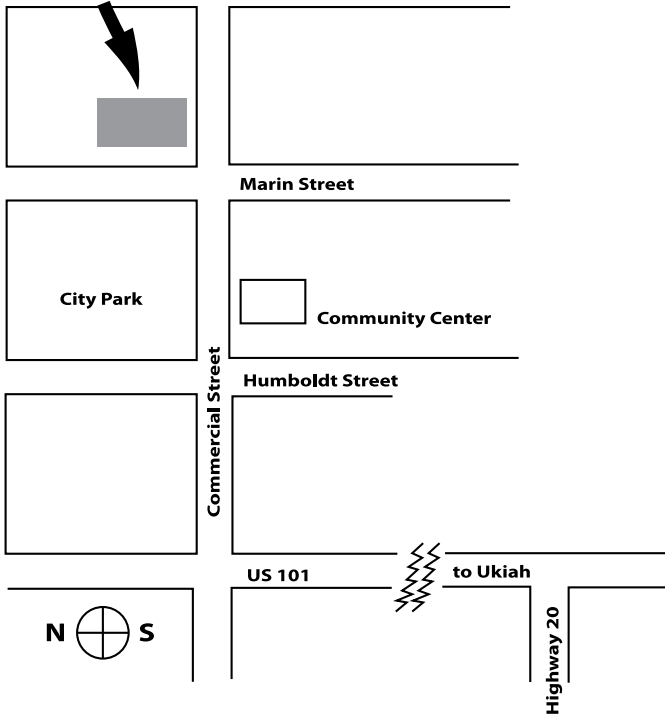 Marin Street
City Park
Community Center
Humboldt Street
Commercial Street
US 101
to Ukiah
N S
Highway 20